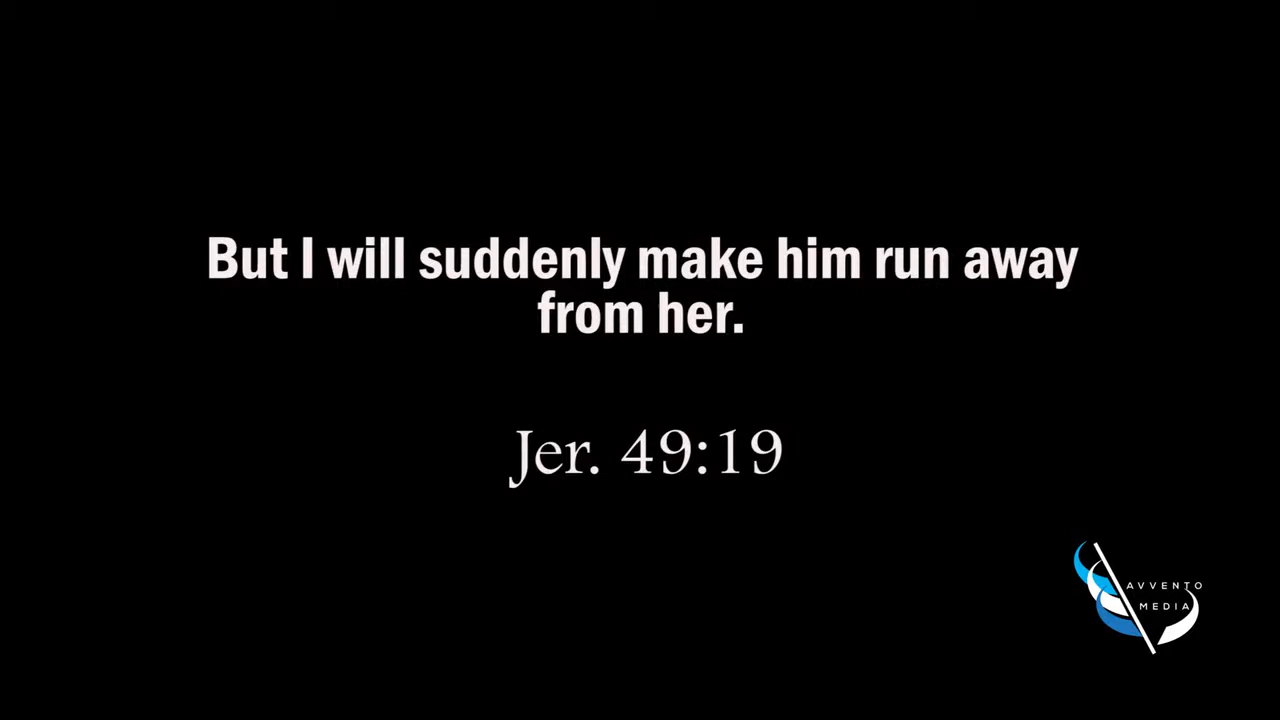 But I will suddenly make him run away
from her.
Jer. 49:19
AVVENTO
MEDIA